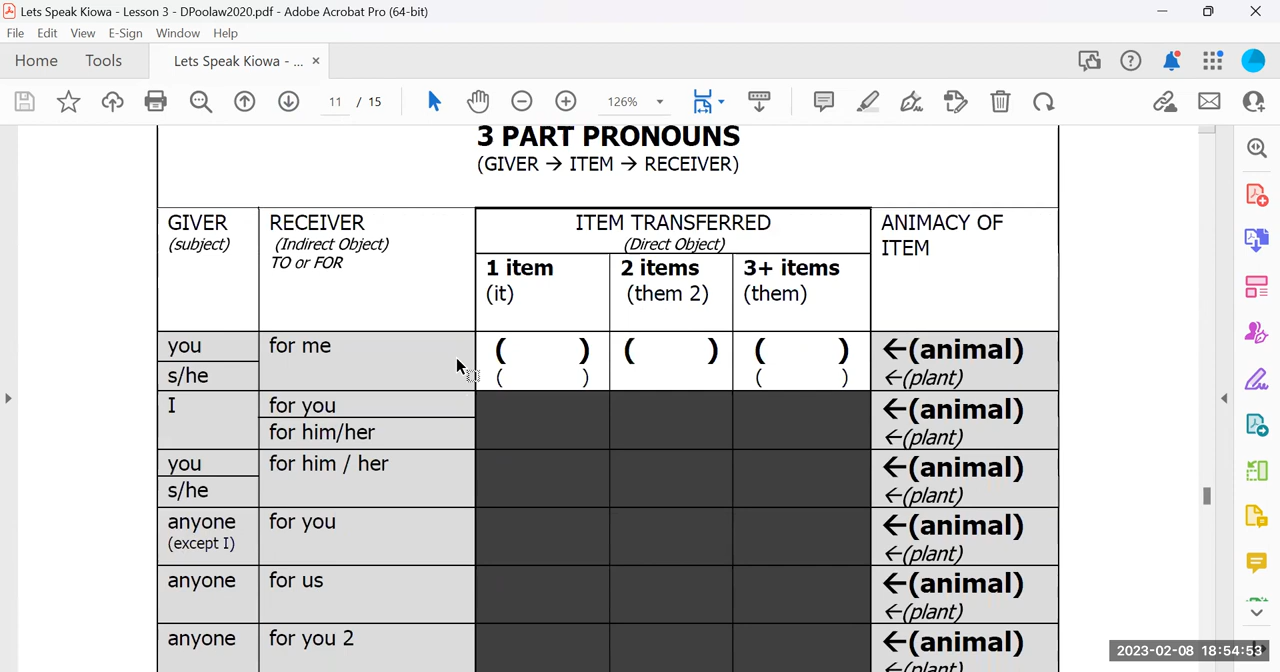 Lets Speak Kiowa - Lesson 3 - DPoolaw2020.pdf - Adobe Acrobat Pro (64-bit)
File Edit View E-Sign Window Help
Home Tools Lets Speak Kiowa - ... ×
11 / 15 126%
3 PART PRONOUNS
(GIVER → ITEM → RECEIVER)
GIVER RECEIVER ITEM TRANSFERRED ANIMACY OF
(subject) (Indirect Object) (Direct Object) ITEM
TO or FOR
1 item 2 items 3+ items
(it) (them 2) (them)
you for me ( ) ( ) ( ) ←(animal)
s/he ( ) ( ) ←(plant)
I for you ←(animal)
for him/her ←(plant)
you for him / her ←(animal)
s/he ←(plant)
anyone for you ←(animal)
(except I) ←(plant)
anyone for us ←(animal)
←(plant)
anyone for you 2 ←(animal)
←(plant)
2023-02-08 18:54:53